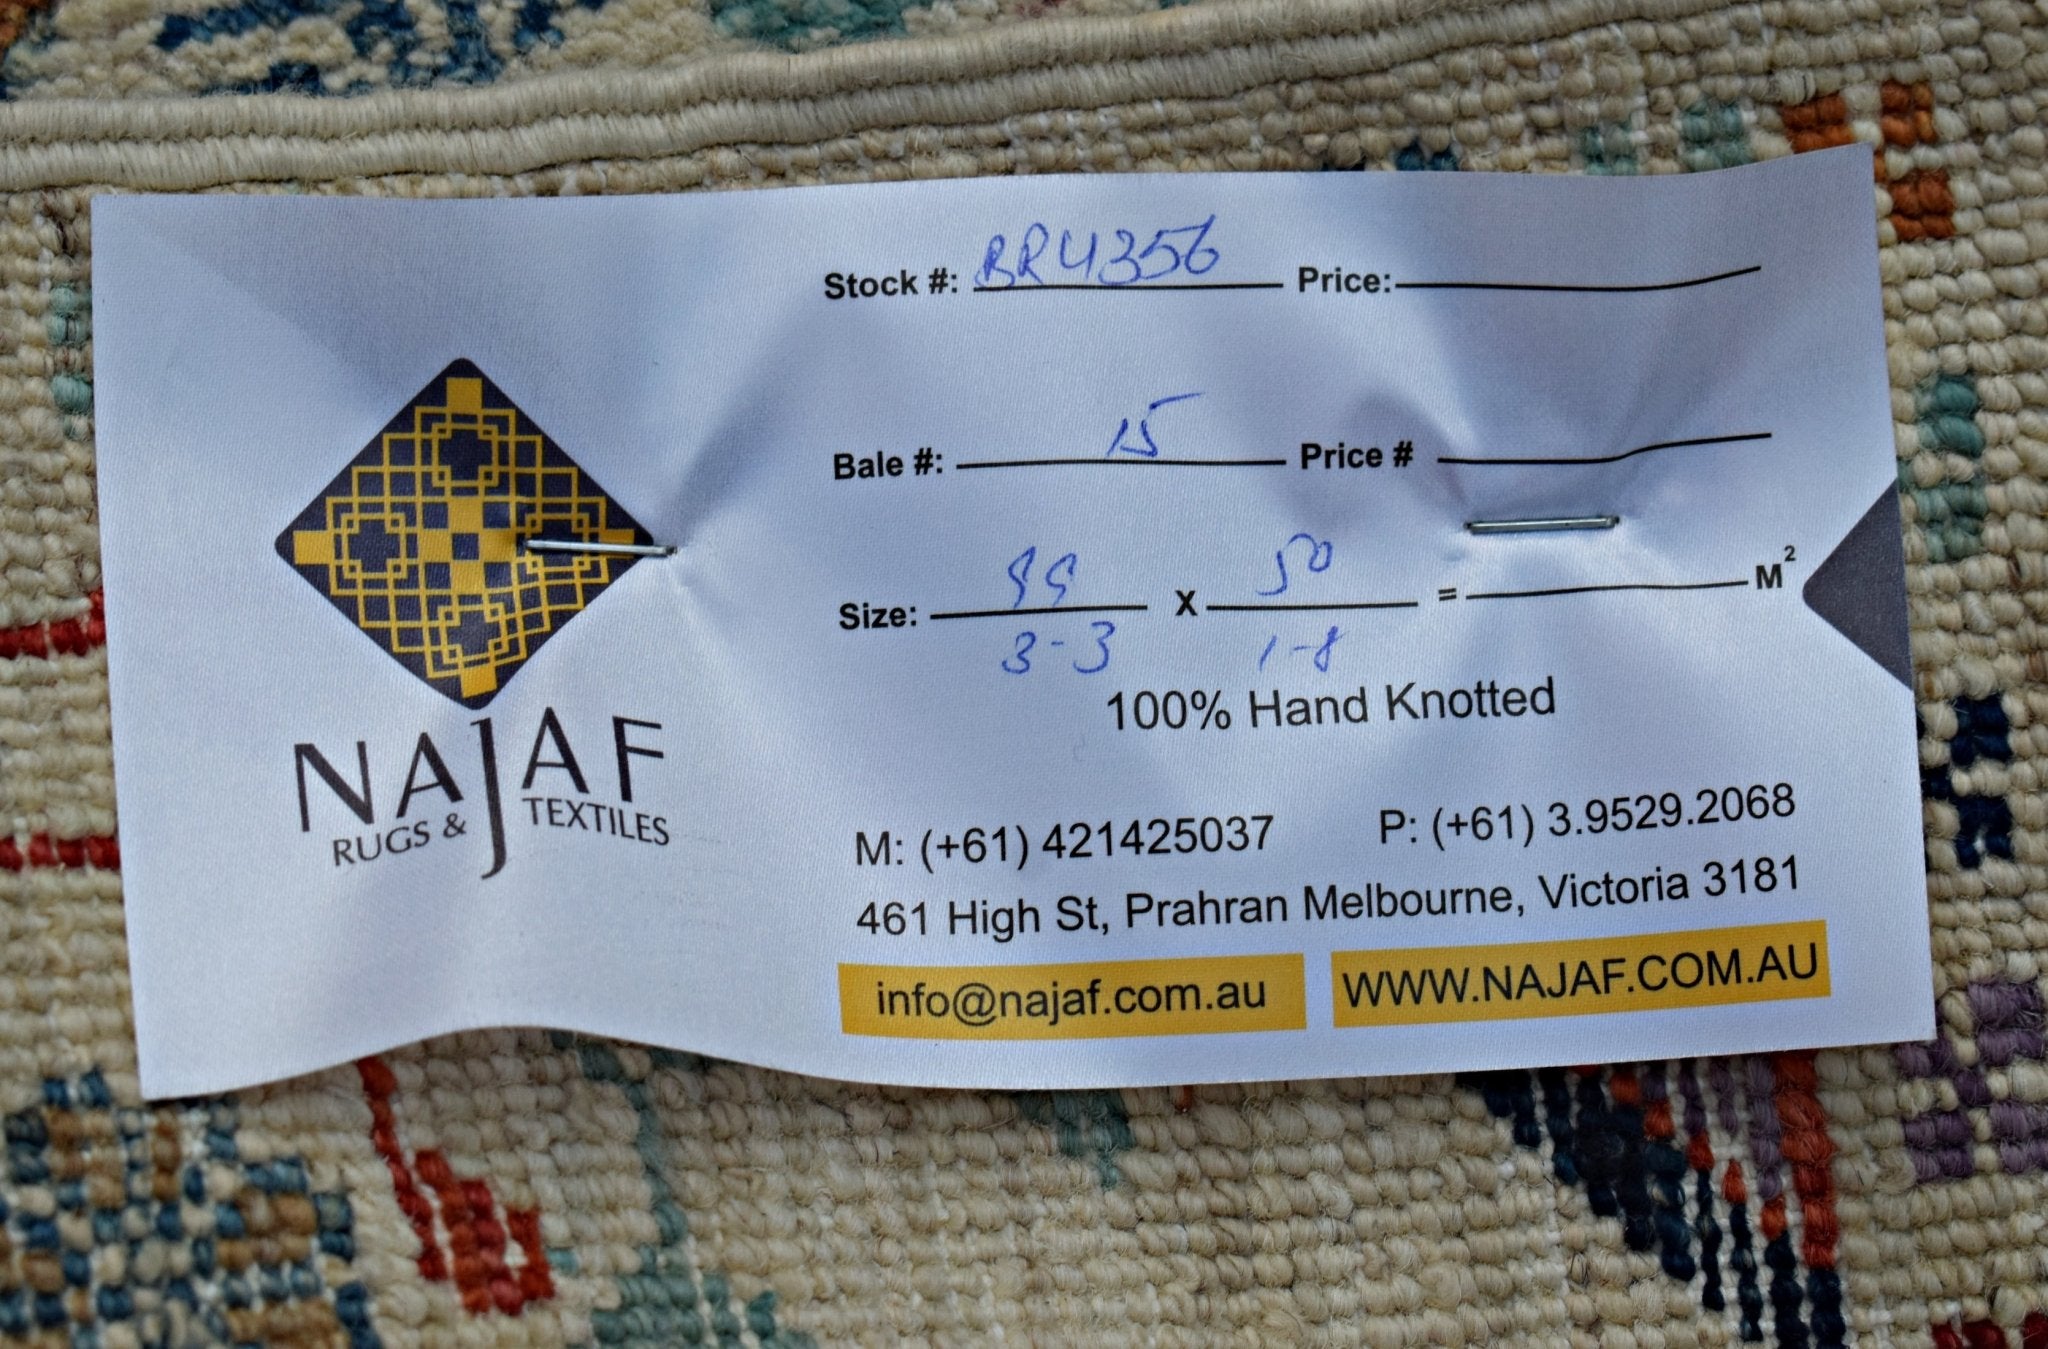 Stock #: BR4356 Price:
Bale #: 15 Price #
Size: 99 x 50 = M²
3-3 1-8
100% Hand Knotted
NAJAF
RUGS & TEXTILES
M: (+61) 421425037 P: (+61) 3.9529.2068
461 High St, Prahran Melbourne, Victoria 3181
info@najaf.com.au WWW.NAJAF.COM.AU